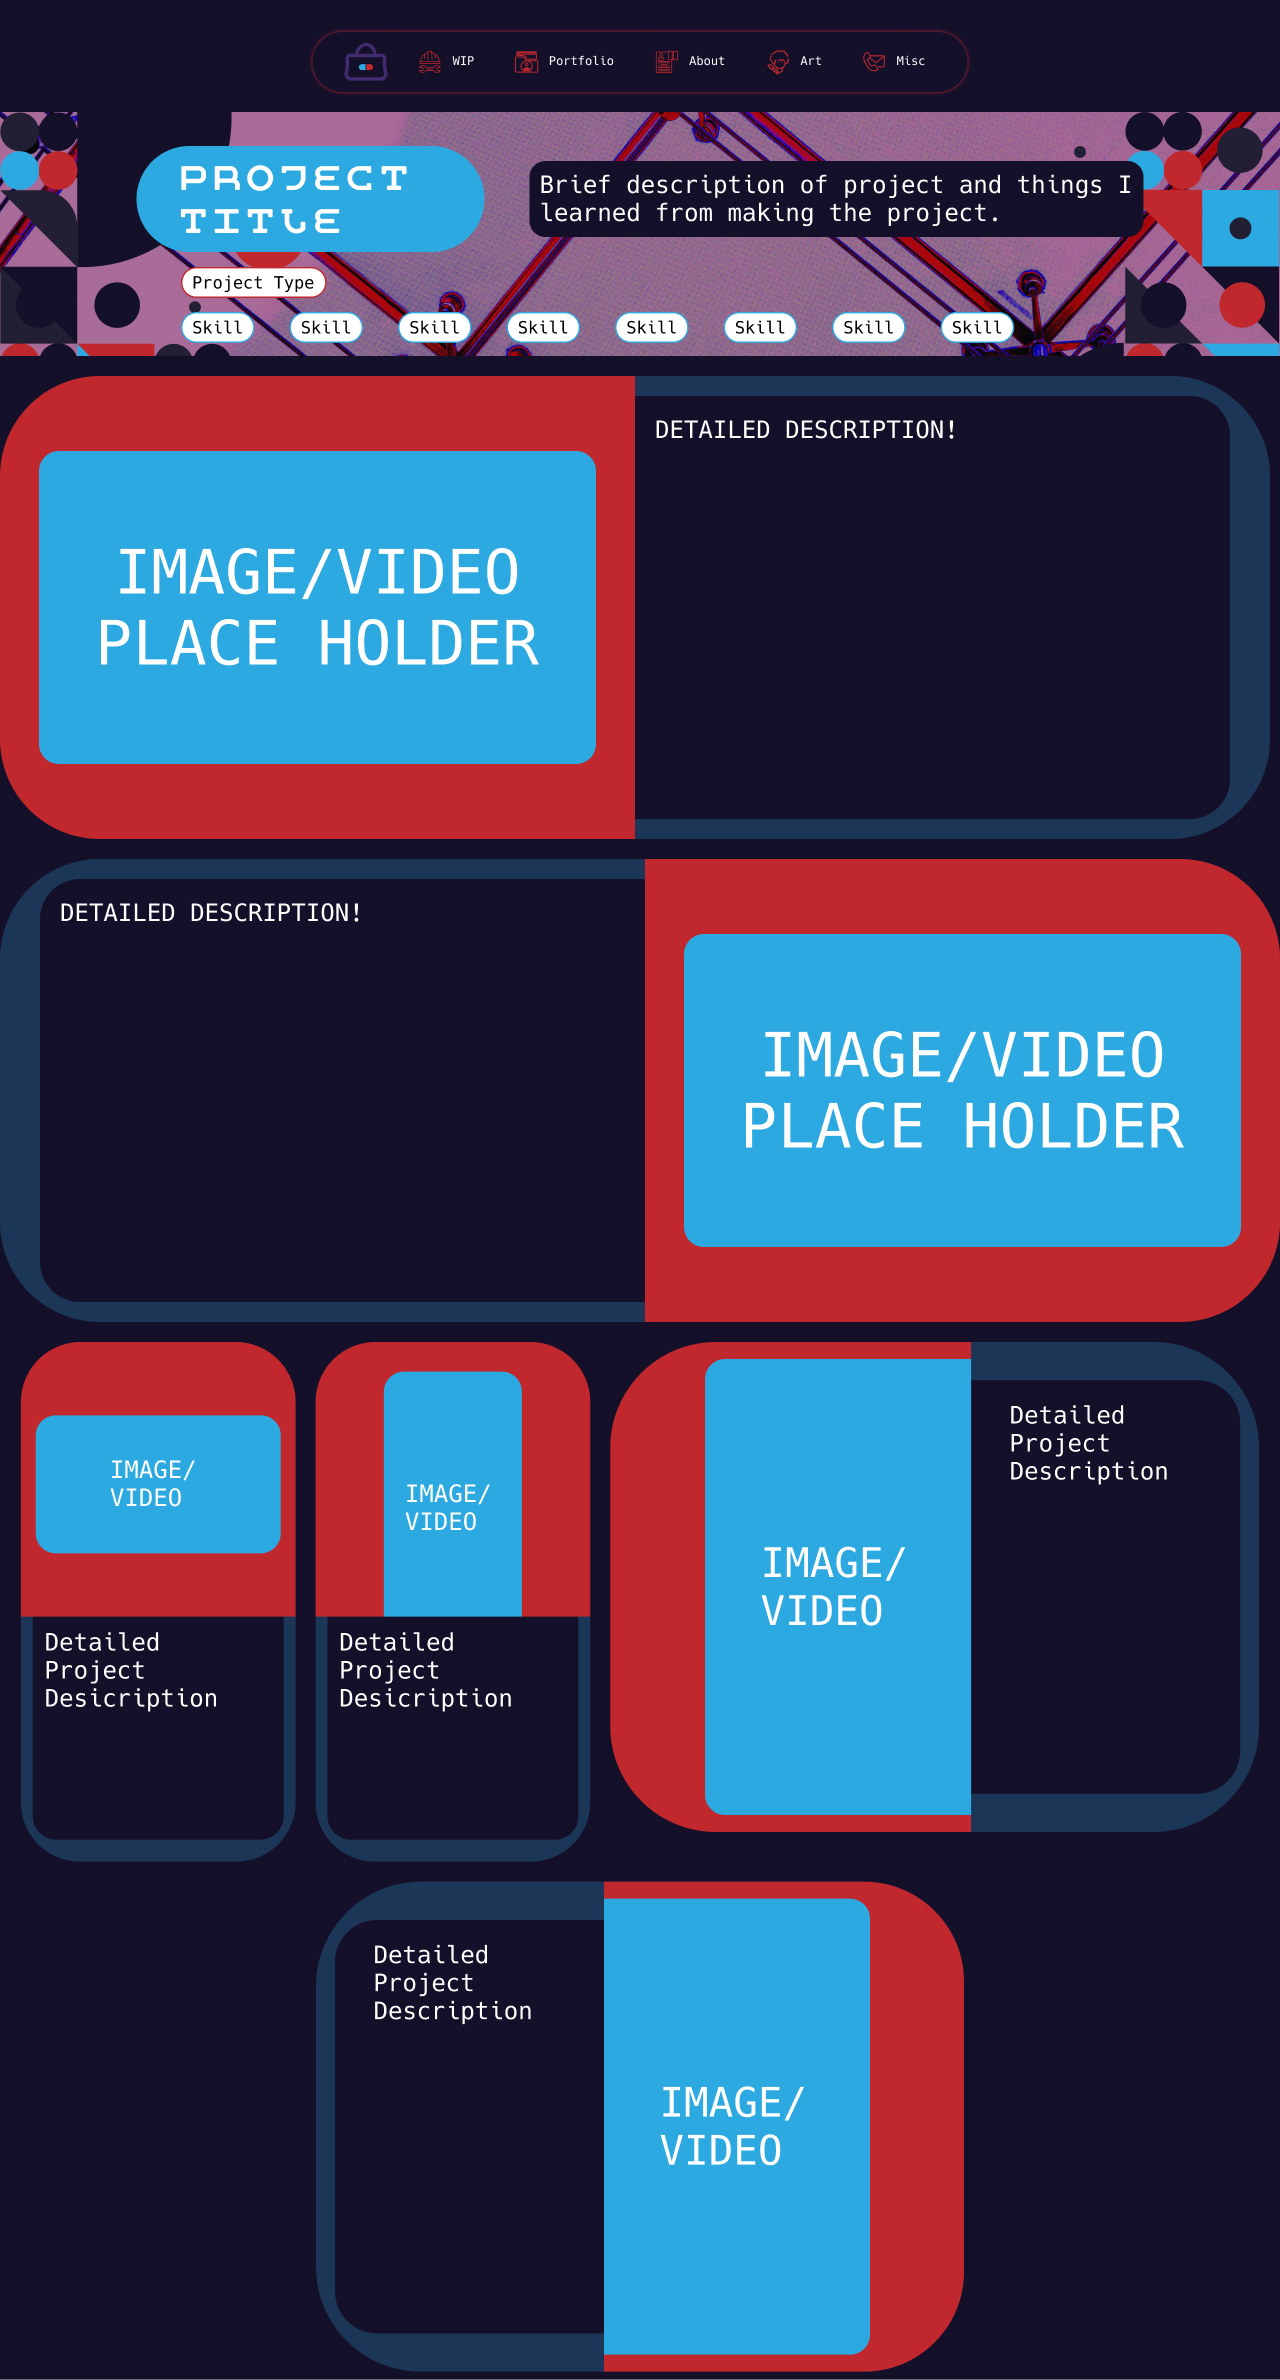 WIP
Portfolio
About
Art
Misc
PROJECT
TITLE
Brief description of project and things I
learned from making the project.
Project Type
Skill
Skill
Skill
Skill
Skill
Skill
Skill
Skill
DETAILED DESCRIPTION!
IMAGE/VIDEO
PLACE HOLDER
DETAILED DESCRIPTION!
IMAGE/VIDEO
PLACE HOLDER
IMAGE/
VIDEO
Detailed
Project
Desicription
IMAGE/
VIDEO
Detailed
Project
Desicription
IMAGE/
VIDEO
Detailed
Project
Description
Detailed
Project
Description
IMAGE/
VIDEO